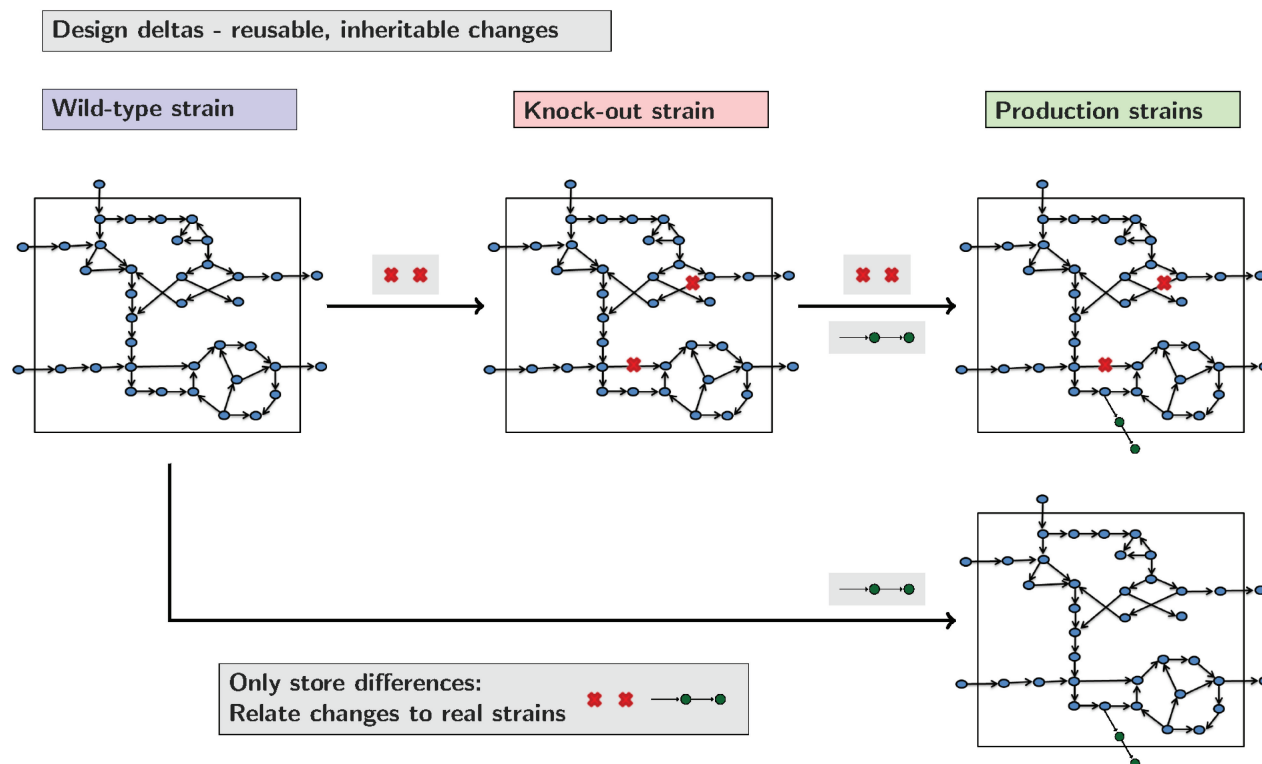 Design deltas - reusable, inheritable changes
Wild-type strain
Knock-out strain
Production strains
Only store differences:
Relate changes to real strains